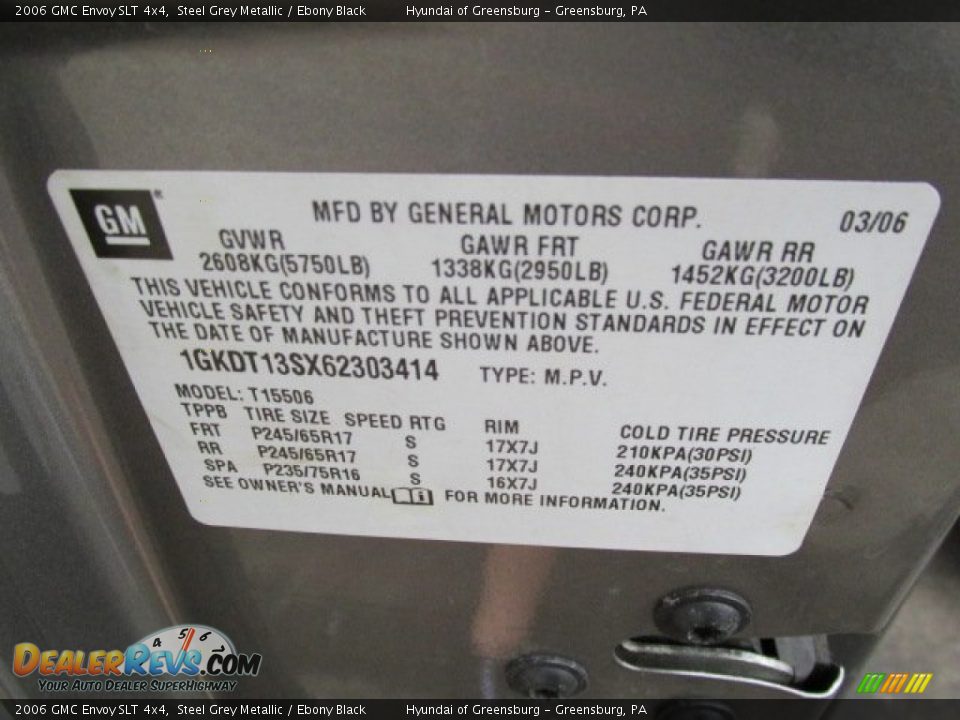 2006 GMC Envoy SLT 4x4, Steel Grey Metallic / Ebony Black Hyundai of Greensburg - Greensburg, PA
GM
MFD BY GENERAL MOTORS CORP. 03/06
GVWR GAWR FRT GAWR RR
2608KG(5750LB) 1338KG(2950LB) 1452KG(3200LB)
THIS VEHICLE CONFORMS TO ALL APPLICABLE U.S. FEDERAL MOTOR
VEHICLE SAFETY AND THEFT PREVENTION STANDARDS IN EFFECT ON
THE DATE OF MANUFACTURE SHOWN ABOVE.
1GKDT13SX62303414 TYPE: M.P.V.
MODEL: T15506
TPPB TIRE SIZE SPEED RTG RIM COLD TIRE PRESSURE
FRT P245/65R17 S 17X7J 210KPA(30PSI)
RR P245/65R17 S 17X7J 240KPA(35PSI)
SPA P235/75R16 S 16X7J 240KPA(35PSI)
SEE OWNER'S MANUAL FOR MORE INFORMATION.
4 5 6 7
DEALERREVS.COM
YOUR AUTO DEALER SUPERHIGHWAY
2006 GMC Envoy SLT 4x4, Steel Grey Metallic / Ebony Black Hyundai of Greensburg - Greensburg, PA